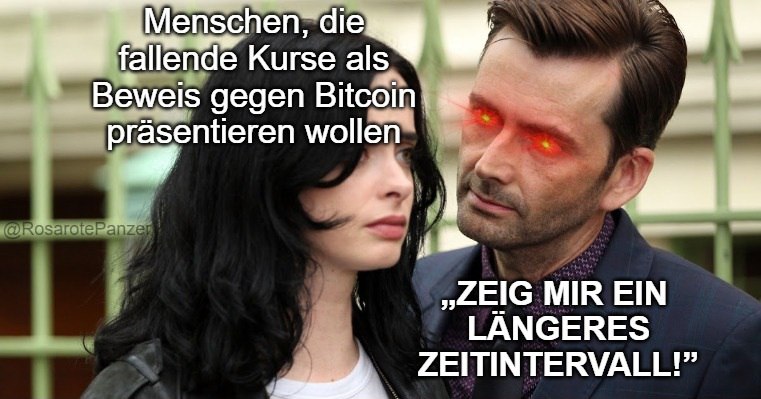 Menschen, die
fallende Kurse als
Beweis gegen Bitcoin
präsentieren wollen
@RosarotePanzer
„ZEIG MIR EIN
LÄNGERES
ZEITINTERVALL!”